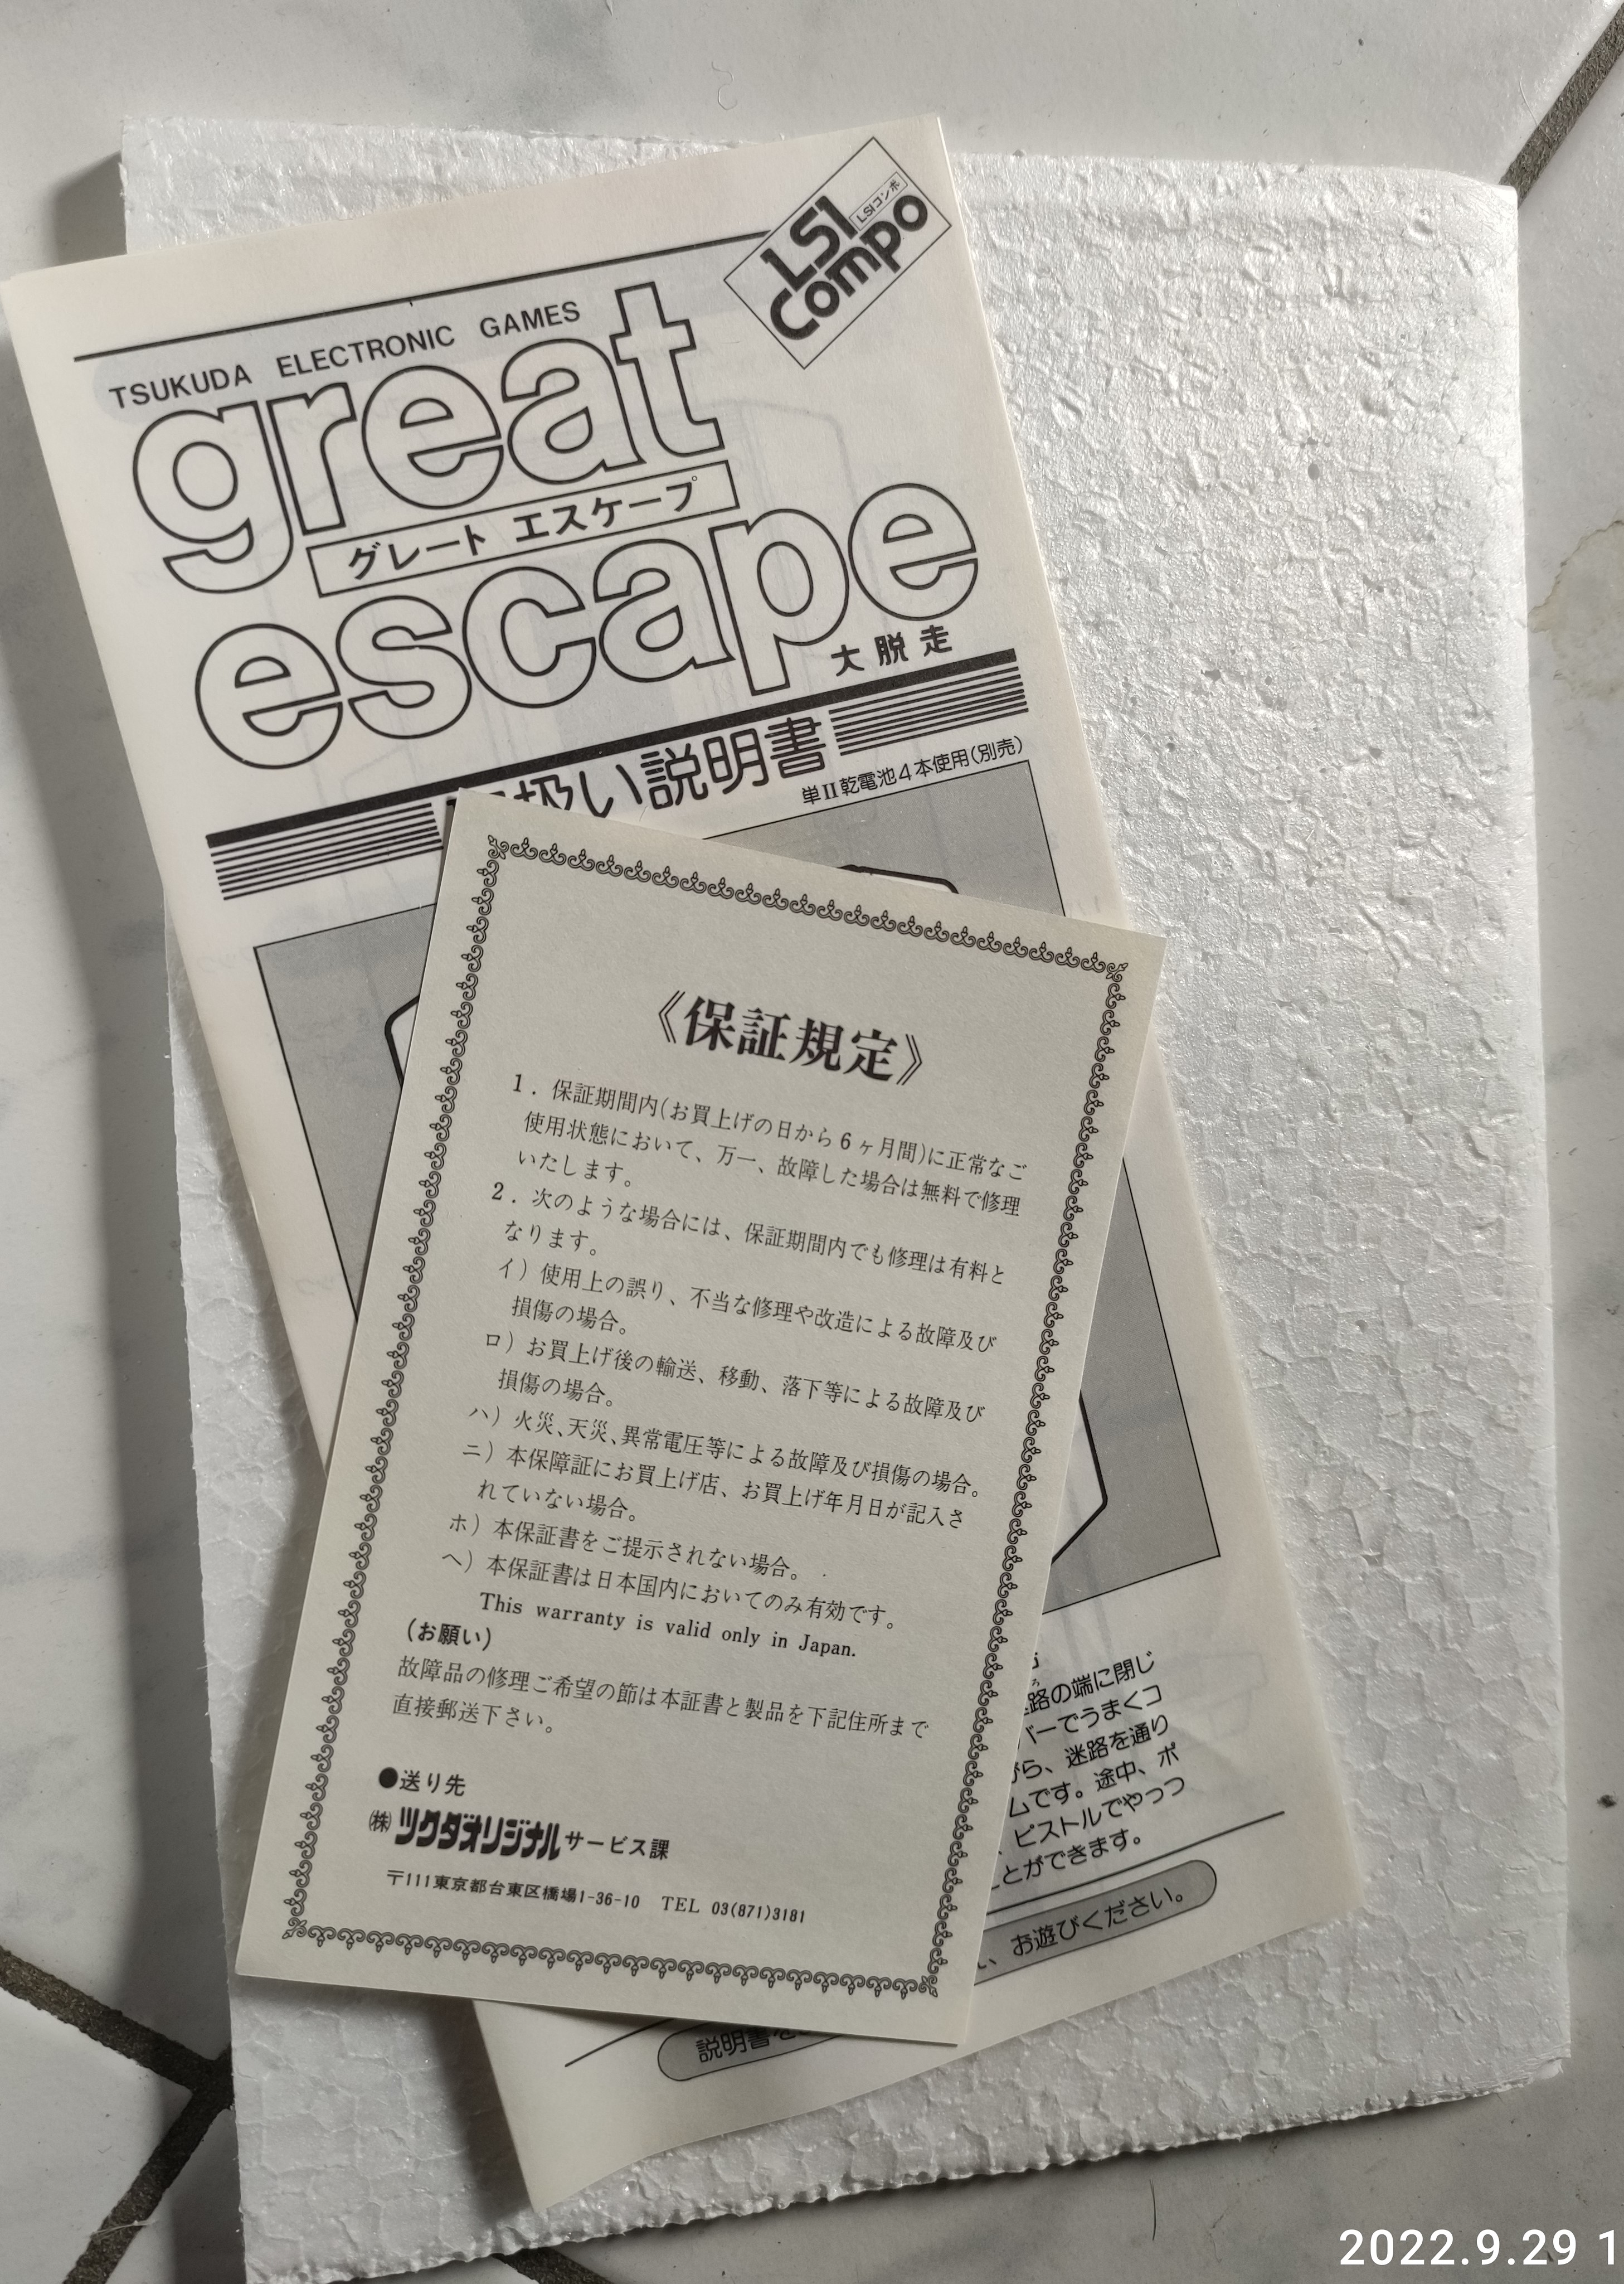 LSI
Compo
LSIコンポ
TSUKUDA ELECTRONIC GAMES
great
グレート エスケープ
escape
大脱走
扱い説明書
単II乾電池4本使用(別売)
《保証規定》
1. 保証期間内(お買上げの日から6ヶ月間)に正常なご
使用状態において、万一、故障した場合は無料で修理
いたします。
2. 次のような場合には、保証期間内でも修理は有料と
なります。
イ) 使用上の誤り、不当な修理や改造による故障及び
損傷の場合。
ロ) お買上げ後の輸送、移動、落下等による故障及び
損傷の場合。
ハ) 火災、天災、異常電圧等による故障及び損傷の場合。
ニ) 本保障証にお買上げ店、お買上げ年月日が記入さ
れていない場合。
ホ) 本保証書をご提示されない場合。
ヘ) 本保証書は日本国内においてのみ有効です。
This warranty is valid only in Japan.
(お願い)
故障品の修理ご希望の節は本証書と製品を下記住所まで
直接郵送下さい。
●送り先
㈱ツクダオリジナルサービス課
〒111東京都台東区橋場1-36-10 TEL 03(871)3181
路の端に閉じ
バーでうまくコ
がら、迷路を通り
ムです。途中、ポ
ピストルでやっつ
とができます。
説明書を
い、お遊びください。
2022.9.29 1